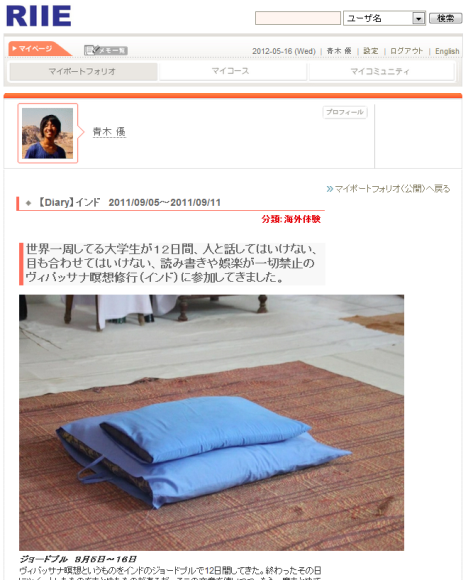 RIIE
ユーザ名
検索
マイページ
メモ一覧
2012-05-16 (Wed) | 青木 優 | 設定 | ログアウト | English
マイポートフォリオ
マイコース
マイコミュニティ
プロフィール
青木 優
≫マイポートフォリオ(公開)へ戻る
◆ 【Diary】インド 2011/09/05～2011/09/11
分類:海外体験
世界一周してる大学生が12日間、人と話してはいけない、
目も合わせてはいけない、読み書きや娯楽が一切禁止の
ヴィパッサナ瞑想修行(インド)に参加してきました。
ジョードプル 8月5日～16日
ヴィパッサナ瞑想というものをインドのジョードプルで12日間してきた。終わったその日